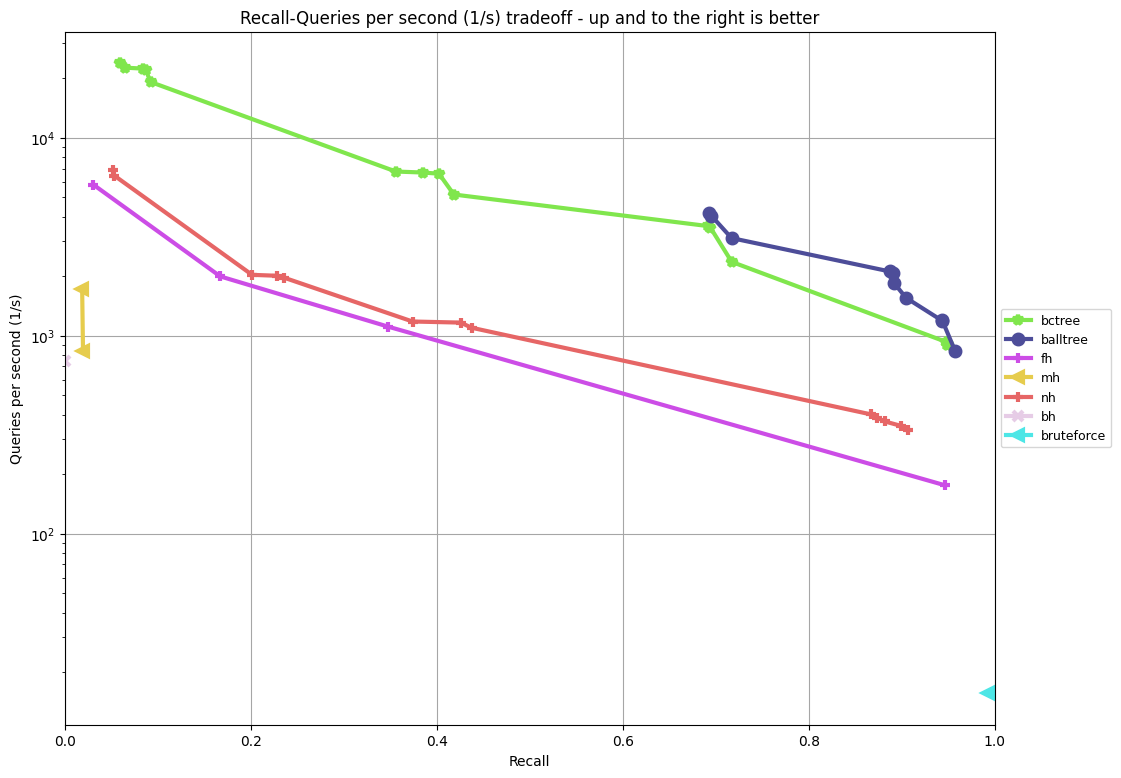 Recall-Queries per second (1/s) tradeoff - up and to the right is better
Queries per second (1/s)
10⁴
10³
10²
0.0 0.2 0.4 0.6 0.8 1.0
Recall
bctree
balltree
fh
mh
nh
bh
bruteforce